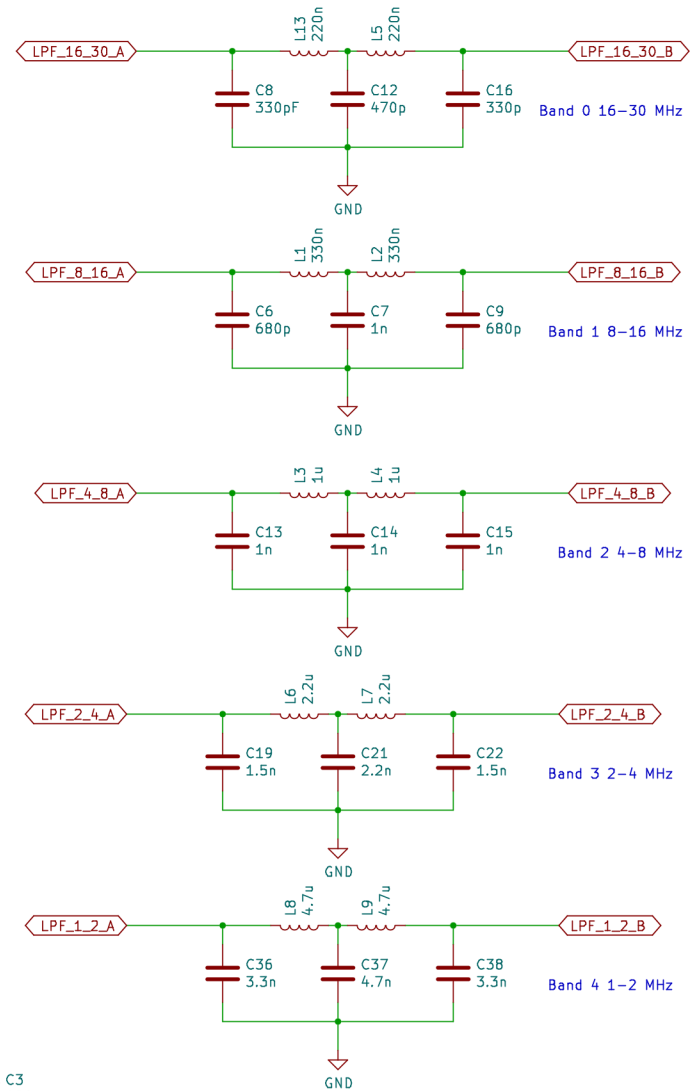 L13
220n
L5
220n
LPF_16_30_A
LPF_16_30_B
C8
330pF
C12
470p
C16
330p
Band 0 16-30 MHz
GND
L1
330n
L2
330n
LPF_8_16_A
LPF_8_16_B
C6
680p
C7
1n
C9
680p
Band 1 8-16 MHz
GND
L3
1u
L4
1u
LPF_4_8_A
LPF_4_8_B
C13
1n
C14
1n
C15
1n
Band 2 4-8 MHz
GND
L6
2.2u
L7
2.2u
LPF_2_4_A
LPF_2_4_B
C19
1.5n
C21
2.2n
C22
1.5n
Band 3 2-4 MHz
GND
L8
4.7u
L9
4.7u
LPF_1_2_A
LPF_1_2_B
C36
3.3n
C37
4.7n
C38
3.3n
Band 4 1-2 MHz
GND
C3